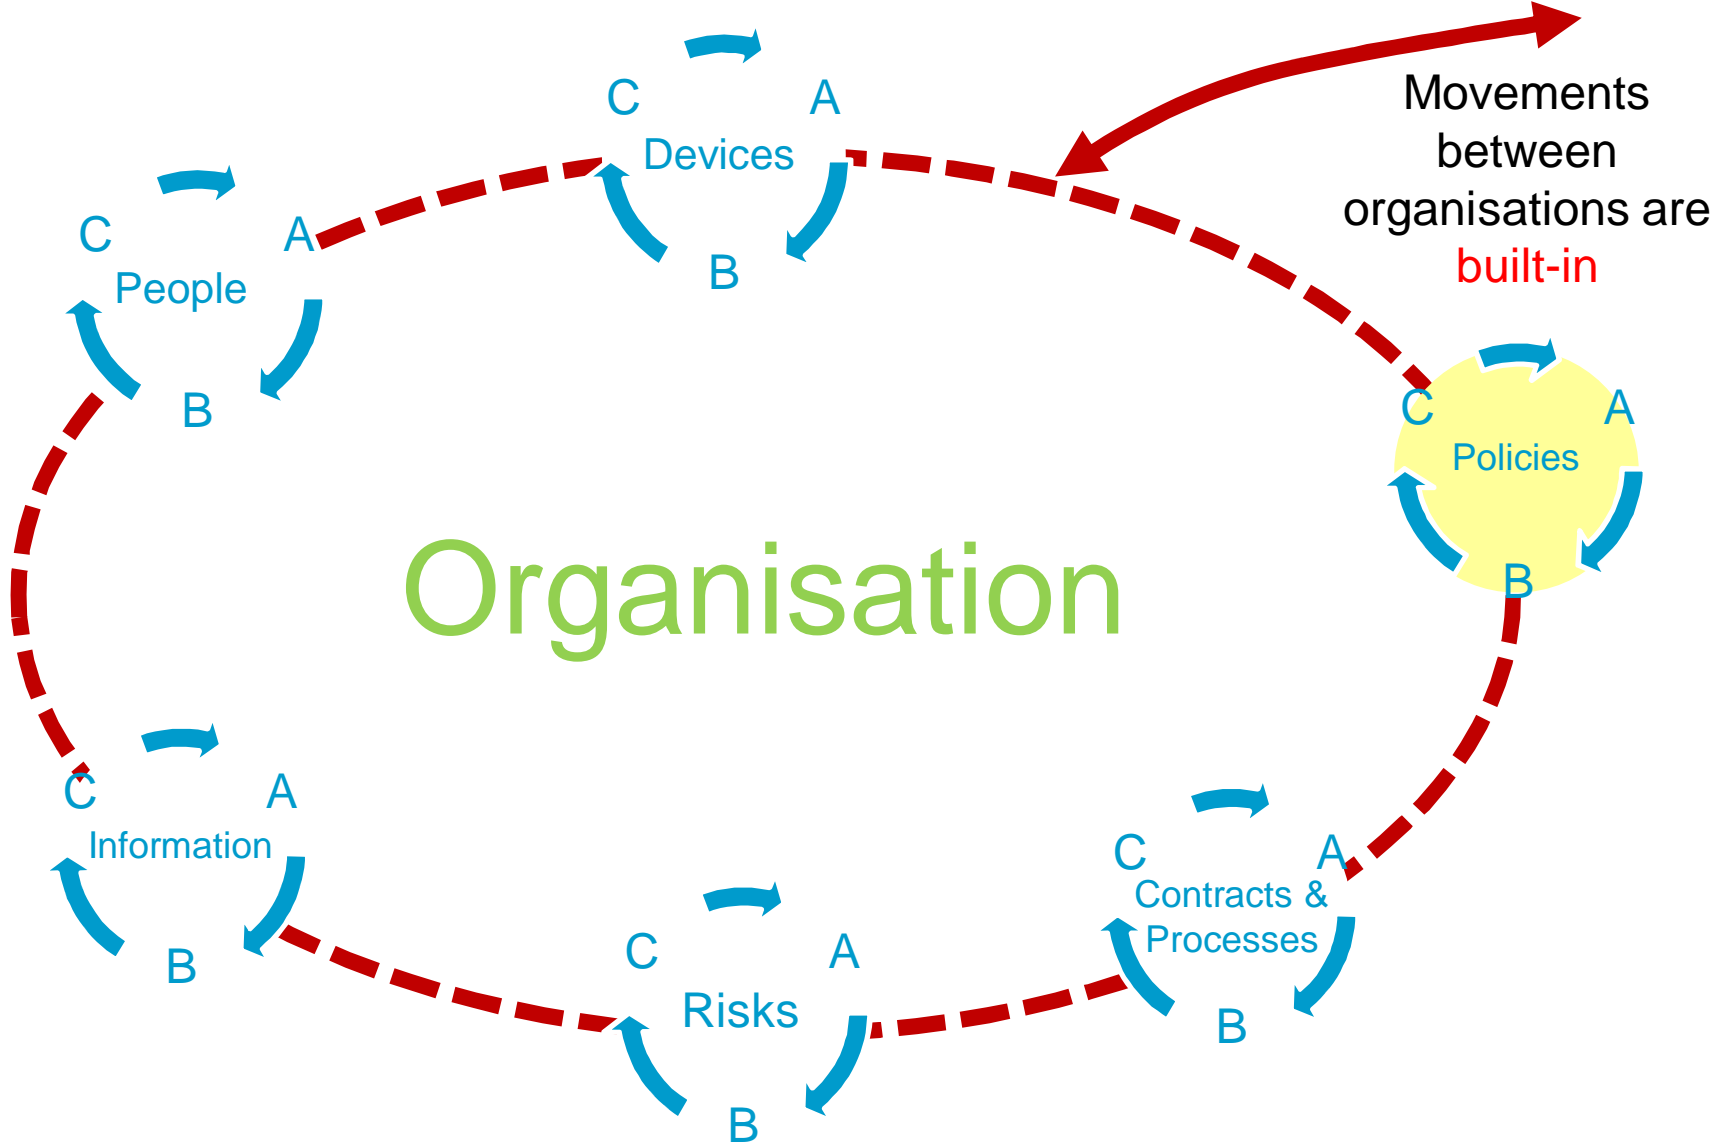 C A
Devices
B
Movements
between
organisations are
built-in
C A
People
B
C A
Policies
B
Organisation
C A
Information
B
C A
Contracts &
Processes
B
C A
Risks
B